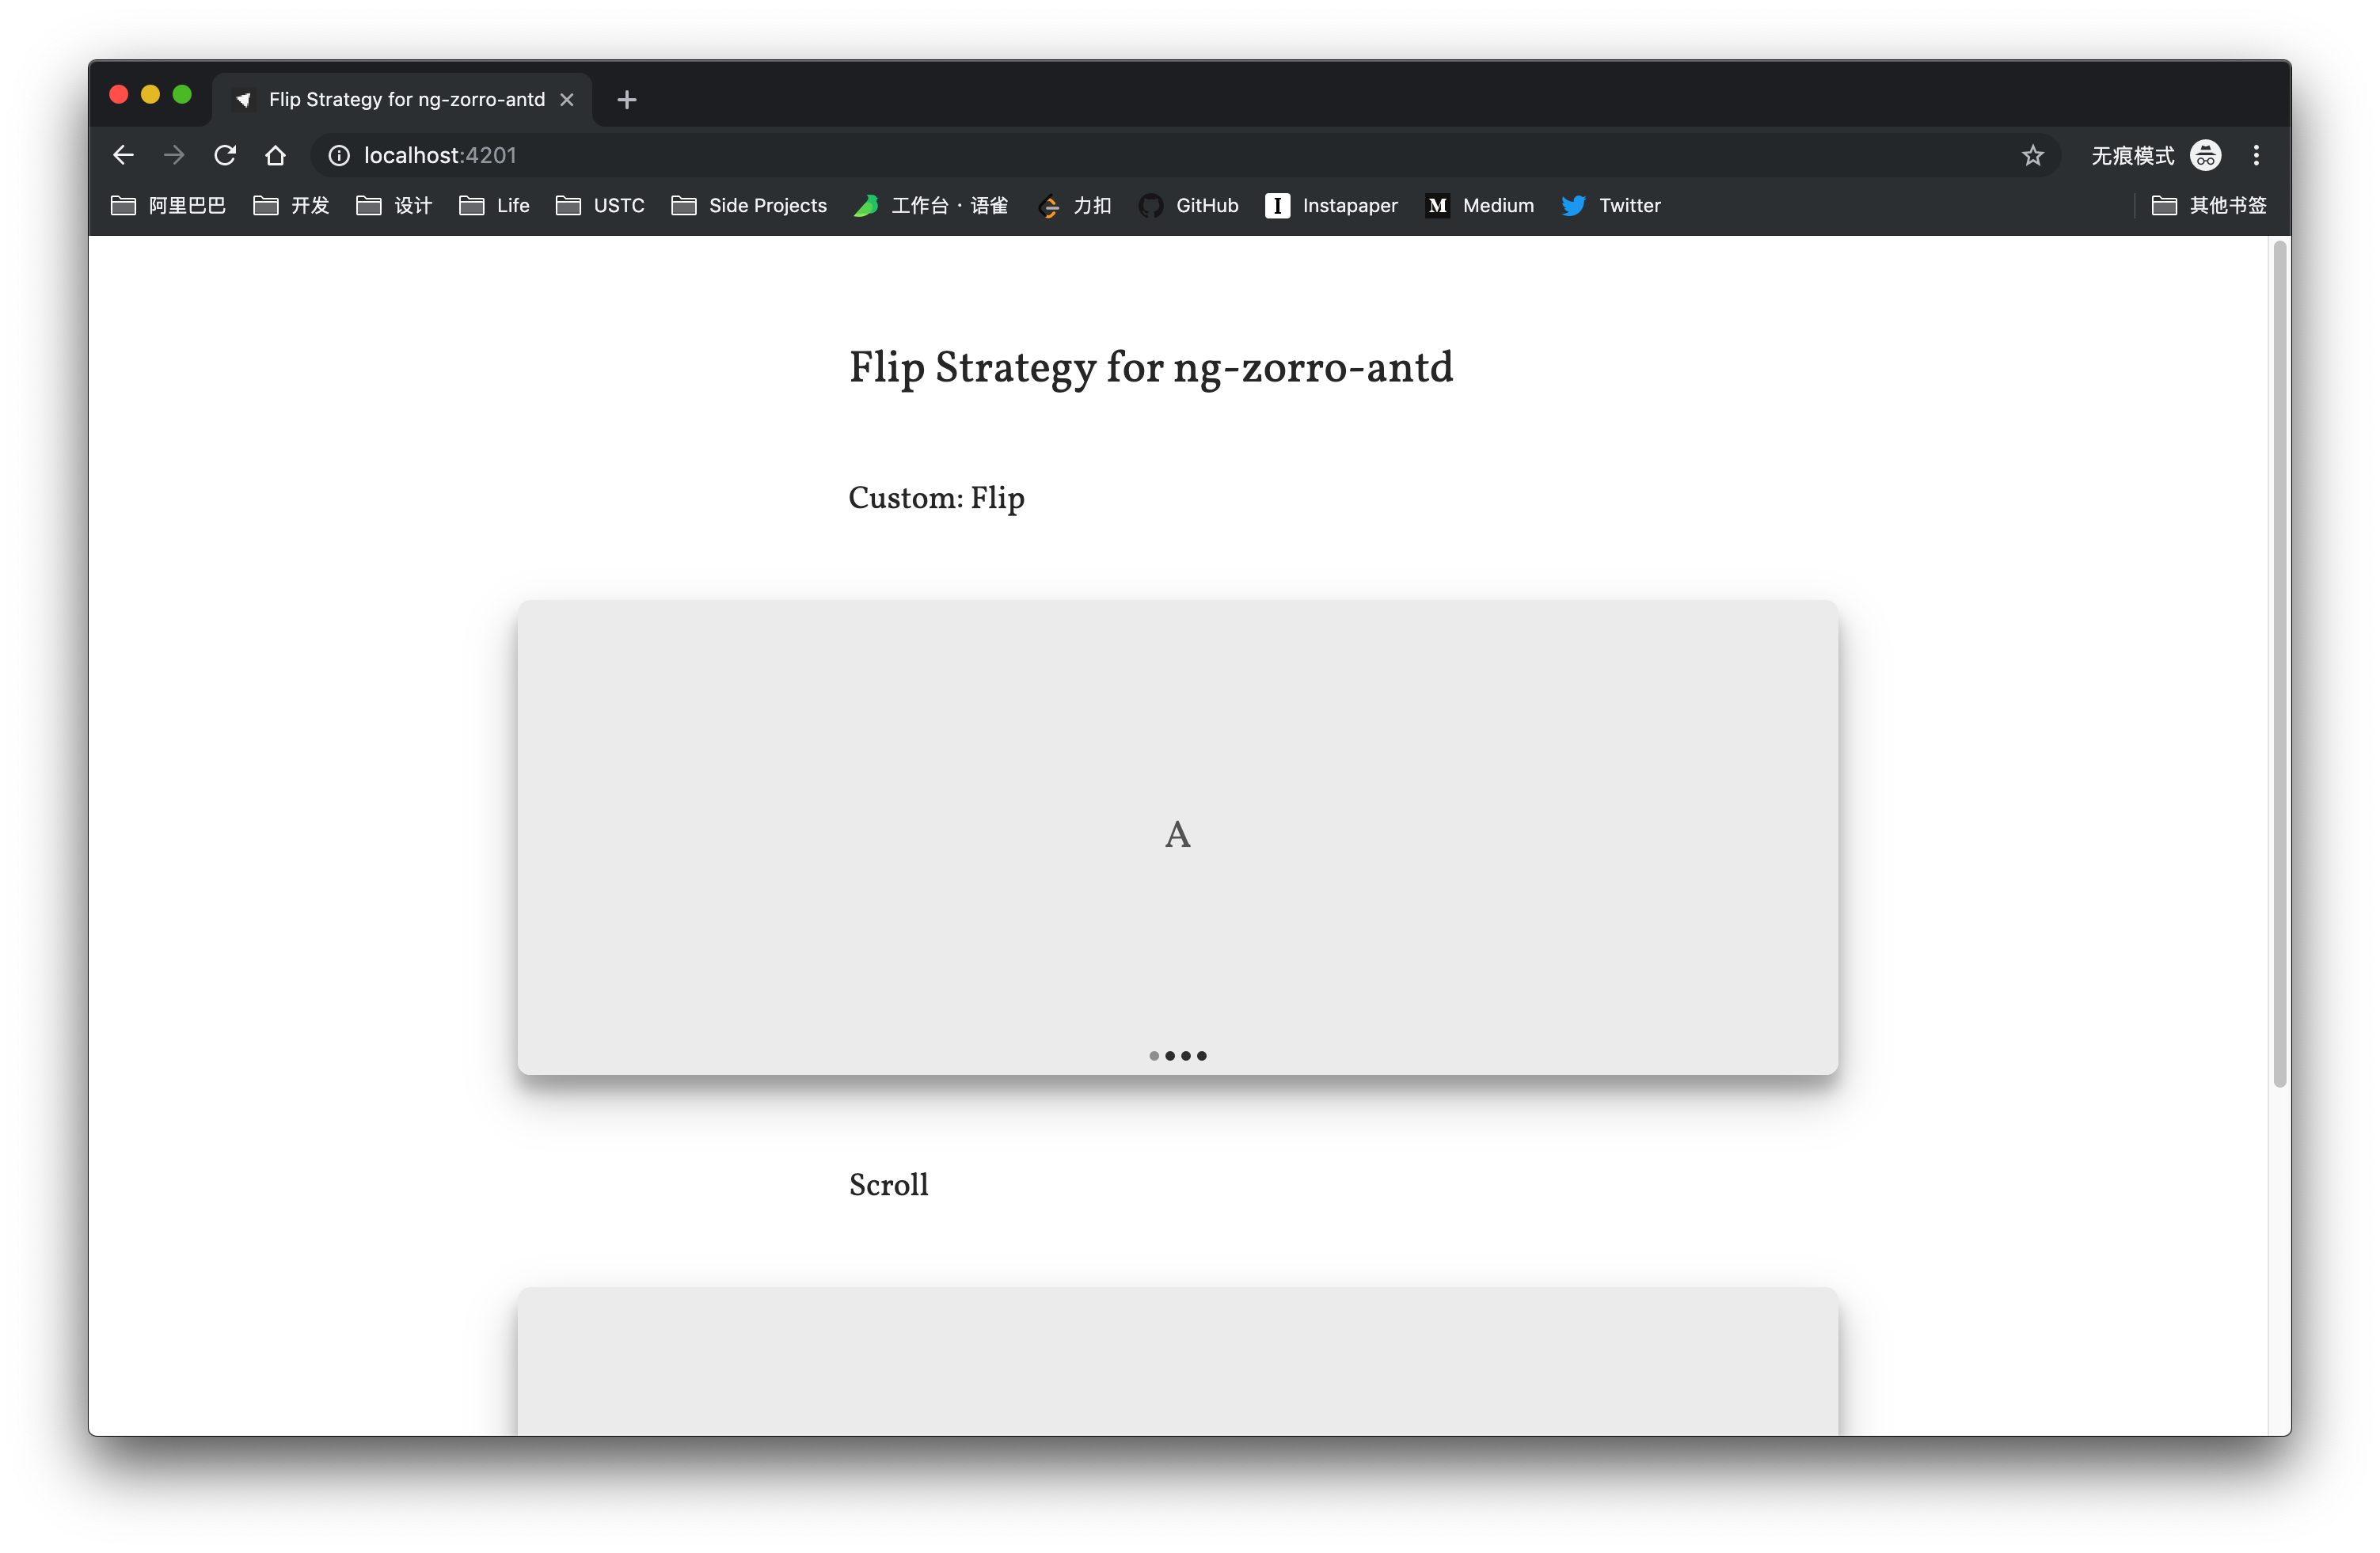 Flip Strategy for ng-zorro-antd
localhost:4201
无痕模式
阿里巴巴 开发 设计 Life USTC Side Projects 工作台 · 语雀 力扣 GitHub Instapaper Medium Twitter 其他书签
Flip Strategy for ng-zorro-antd
Custom: Flip
A
Scroll